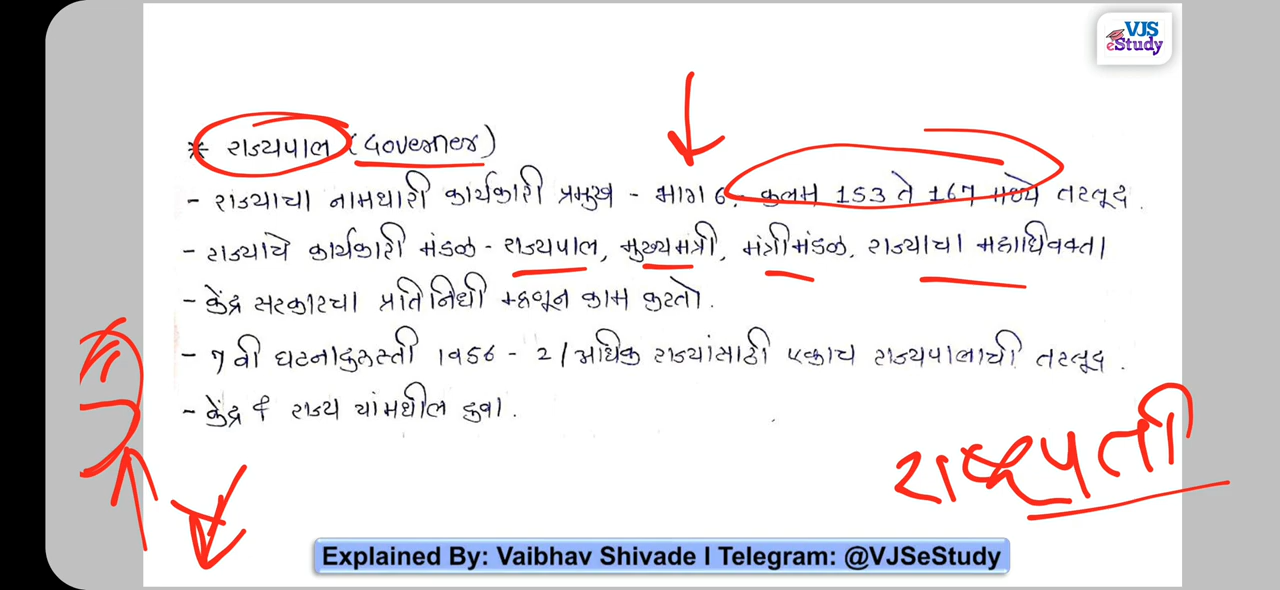 VJS
eStudy
* राज्यपाल (Governer)
- राज्याचा नामधारी कार्यकारी प्रमुख - भाग 6. कलम 153 ते 167 मध्ये तरतूद.
- राज्याचे कार्यकारी मंडळ - राज्यपाल, मुख्यमंत्री, मंत्रीमंडळ, राज्याचा महाधिवक्ता
- केंद्र सरकारचा प्रतिनिधी म्हणून काम करतो.
- 7 वी घटनादुरुस्ती 1956 - 2/अधिक राज्यांसाठी एकाच राज्यपालाची तरतूद.
- केंद्र व राज्य यांमधील दुवा.
राष्ट्रपती
Explained By: Vaibhav Shivade I Telegram: @VJSeStudy